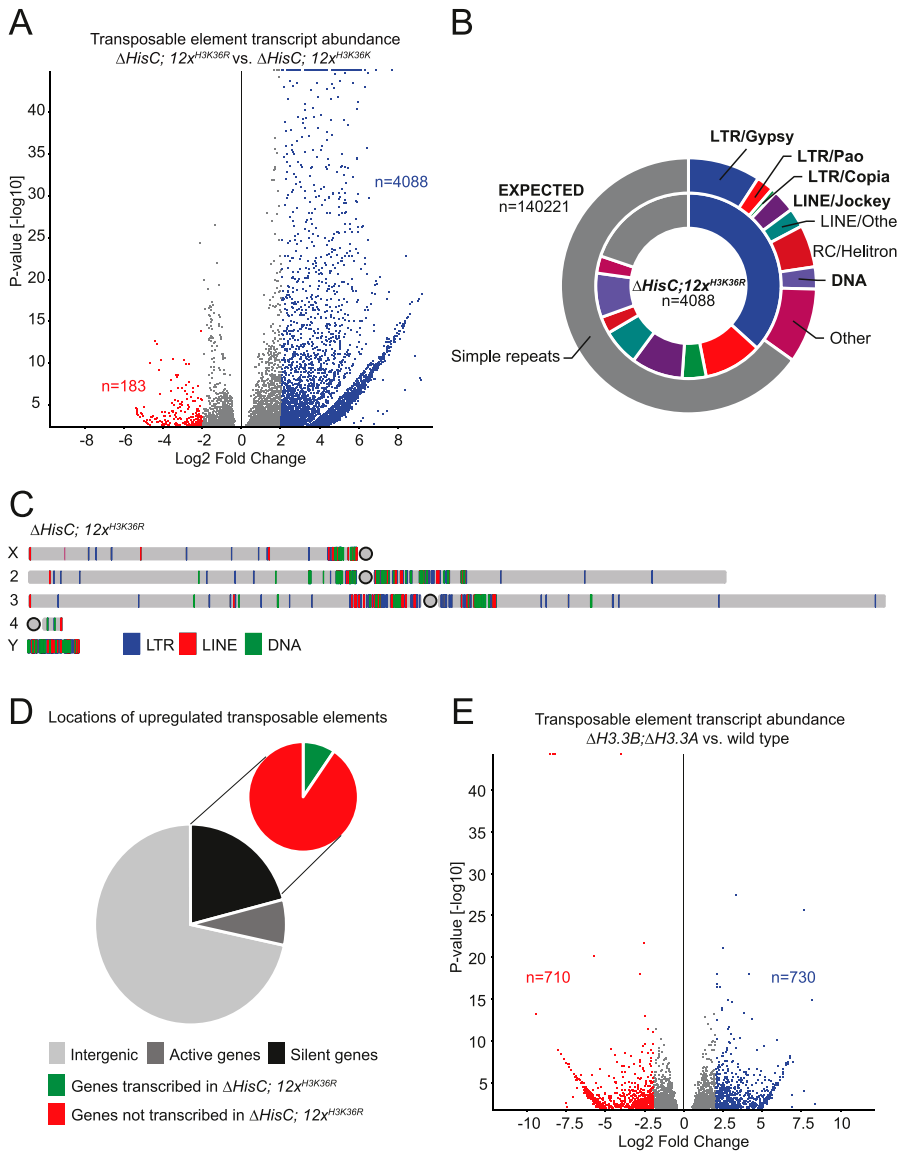 A
Transposable element transcript abundance
ΔHisC; 12xH3K36R vs. ΔHisC; 12xH3K36K
P-value [-log10]
40
35
30
25
20
15
10
5
n=4088
n=183
-8 -6 -4 -2 0 2 4 6 8
Log2 Fold Change
B
EXPECTED
n=140221
LTR/Gypsy
LTR/Pao
LTR/Copia
LINE/Jockey
LINE/Othe
RC/Helitron
DNA
Other
Simple repeats
ΔHisC;12xH3K36R
n=4088
C
ΔHisC; 12xH3K36R
X
2
3
4
Y
LTR LINE DNA
D
Locations of upregulated transposable elements
Intergenic Active genes Silent genes
Genes transcribed in ΔHisC; 12xH3K36R
Genes not transcribed in ΔHisC; 12xH3K36R
E
Transposable element transcript abundance
ΔH3.3B;ΔH3.3A vs. wild type
P-value [-log10]
40
35
30
25
20
15
10
5
n=710
n=730
-10 -7.5 -5 -2.5 0 2.5 5 7.5 10
Log2 Fold Change